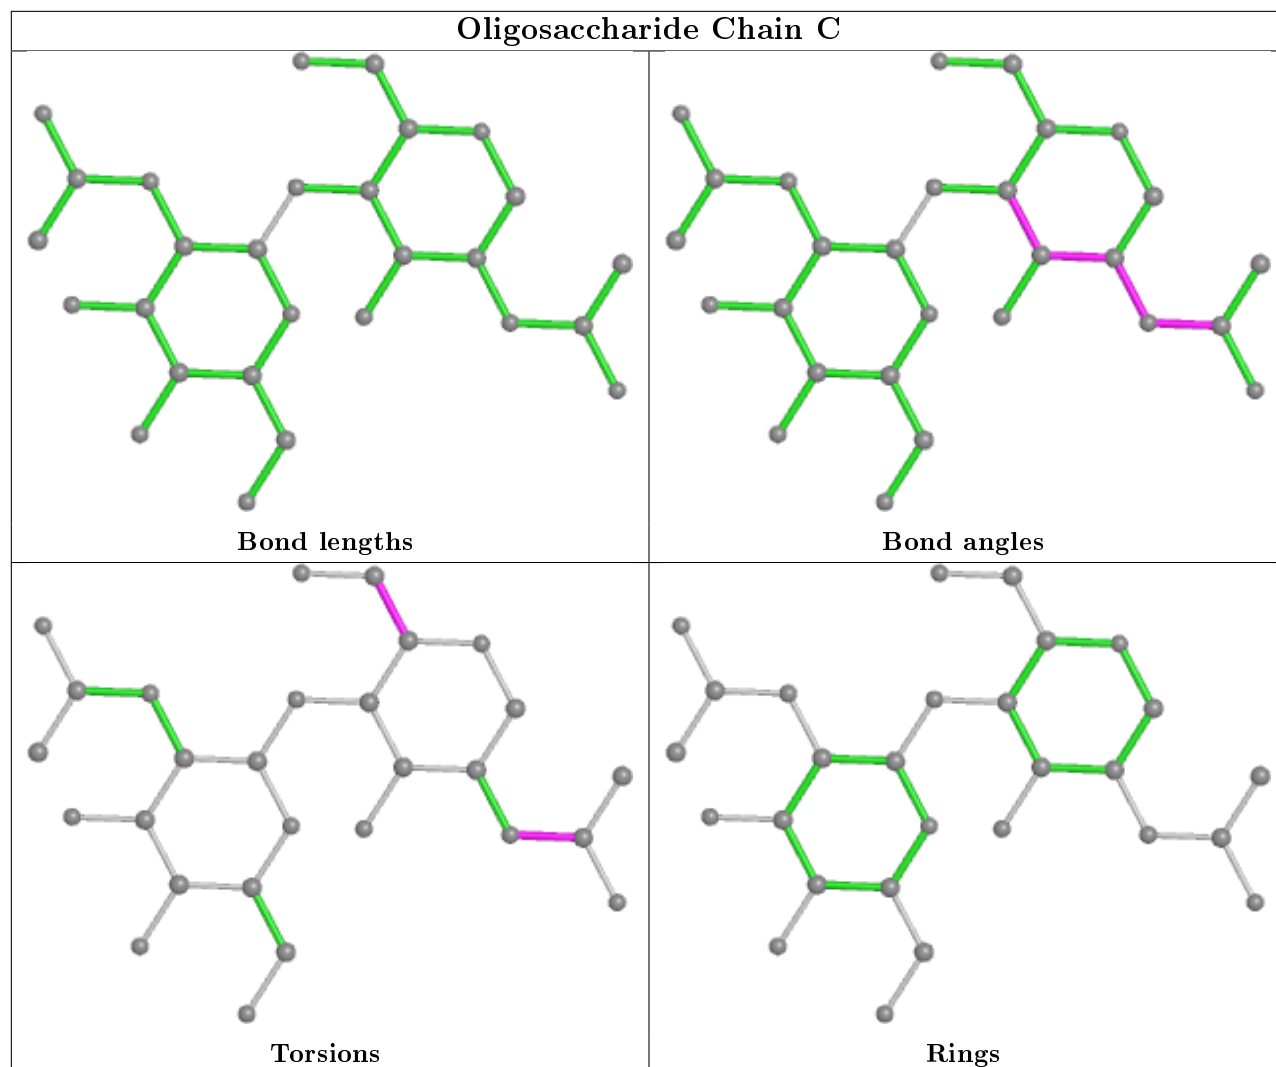 Oligosaccharide Chain C
Bond lengths
Bond angles
Torsions
Rings